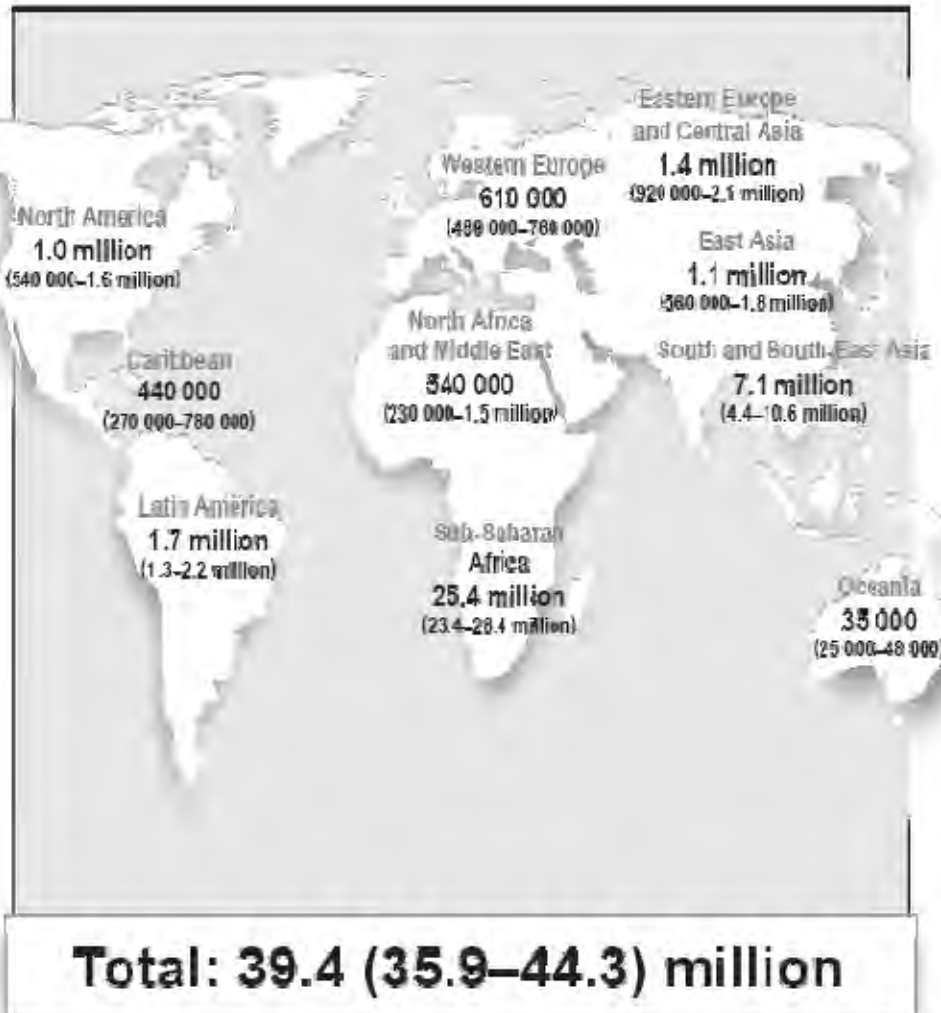 Eastern Europe
and Central Asia
1.4 million
(920 000–2.1 million)
Western Europe
610 000
(480 000–760 000)
North America
1.0 million
(540 000–1.6 million)
East Asia
1.1 million
(560 000–1.8 million)
North Africa
and Middle East
540 000
(230 000–1.5 million)
South and South-East Asia
7.1 million
(4.4–10.6 million)
Caribbean
440 000
(270 000–780 000)
Latin America
1.7 million
(1.3–2.2 million)
Sub-Saharan
Africa
25.4 million
(23.4–28.4 million)
Oceania
35 000
(25 000–48 000)
Total: 39.4 (35.9–44.3) million